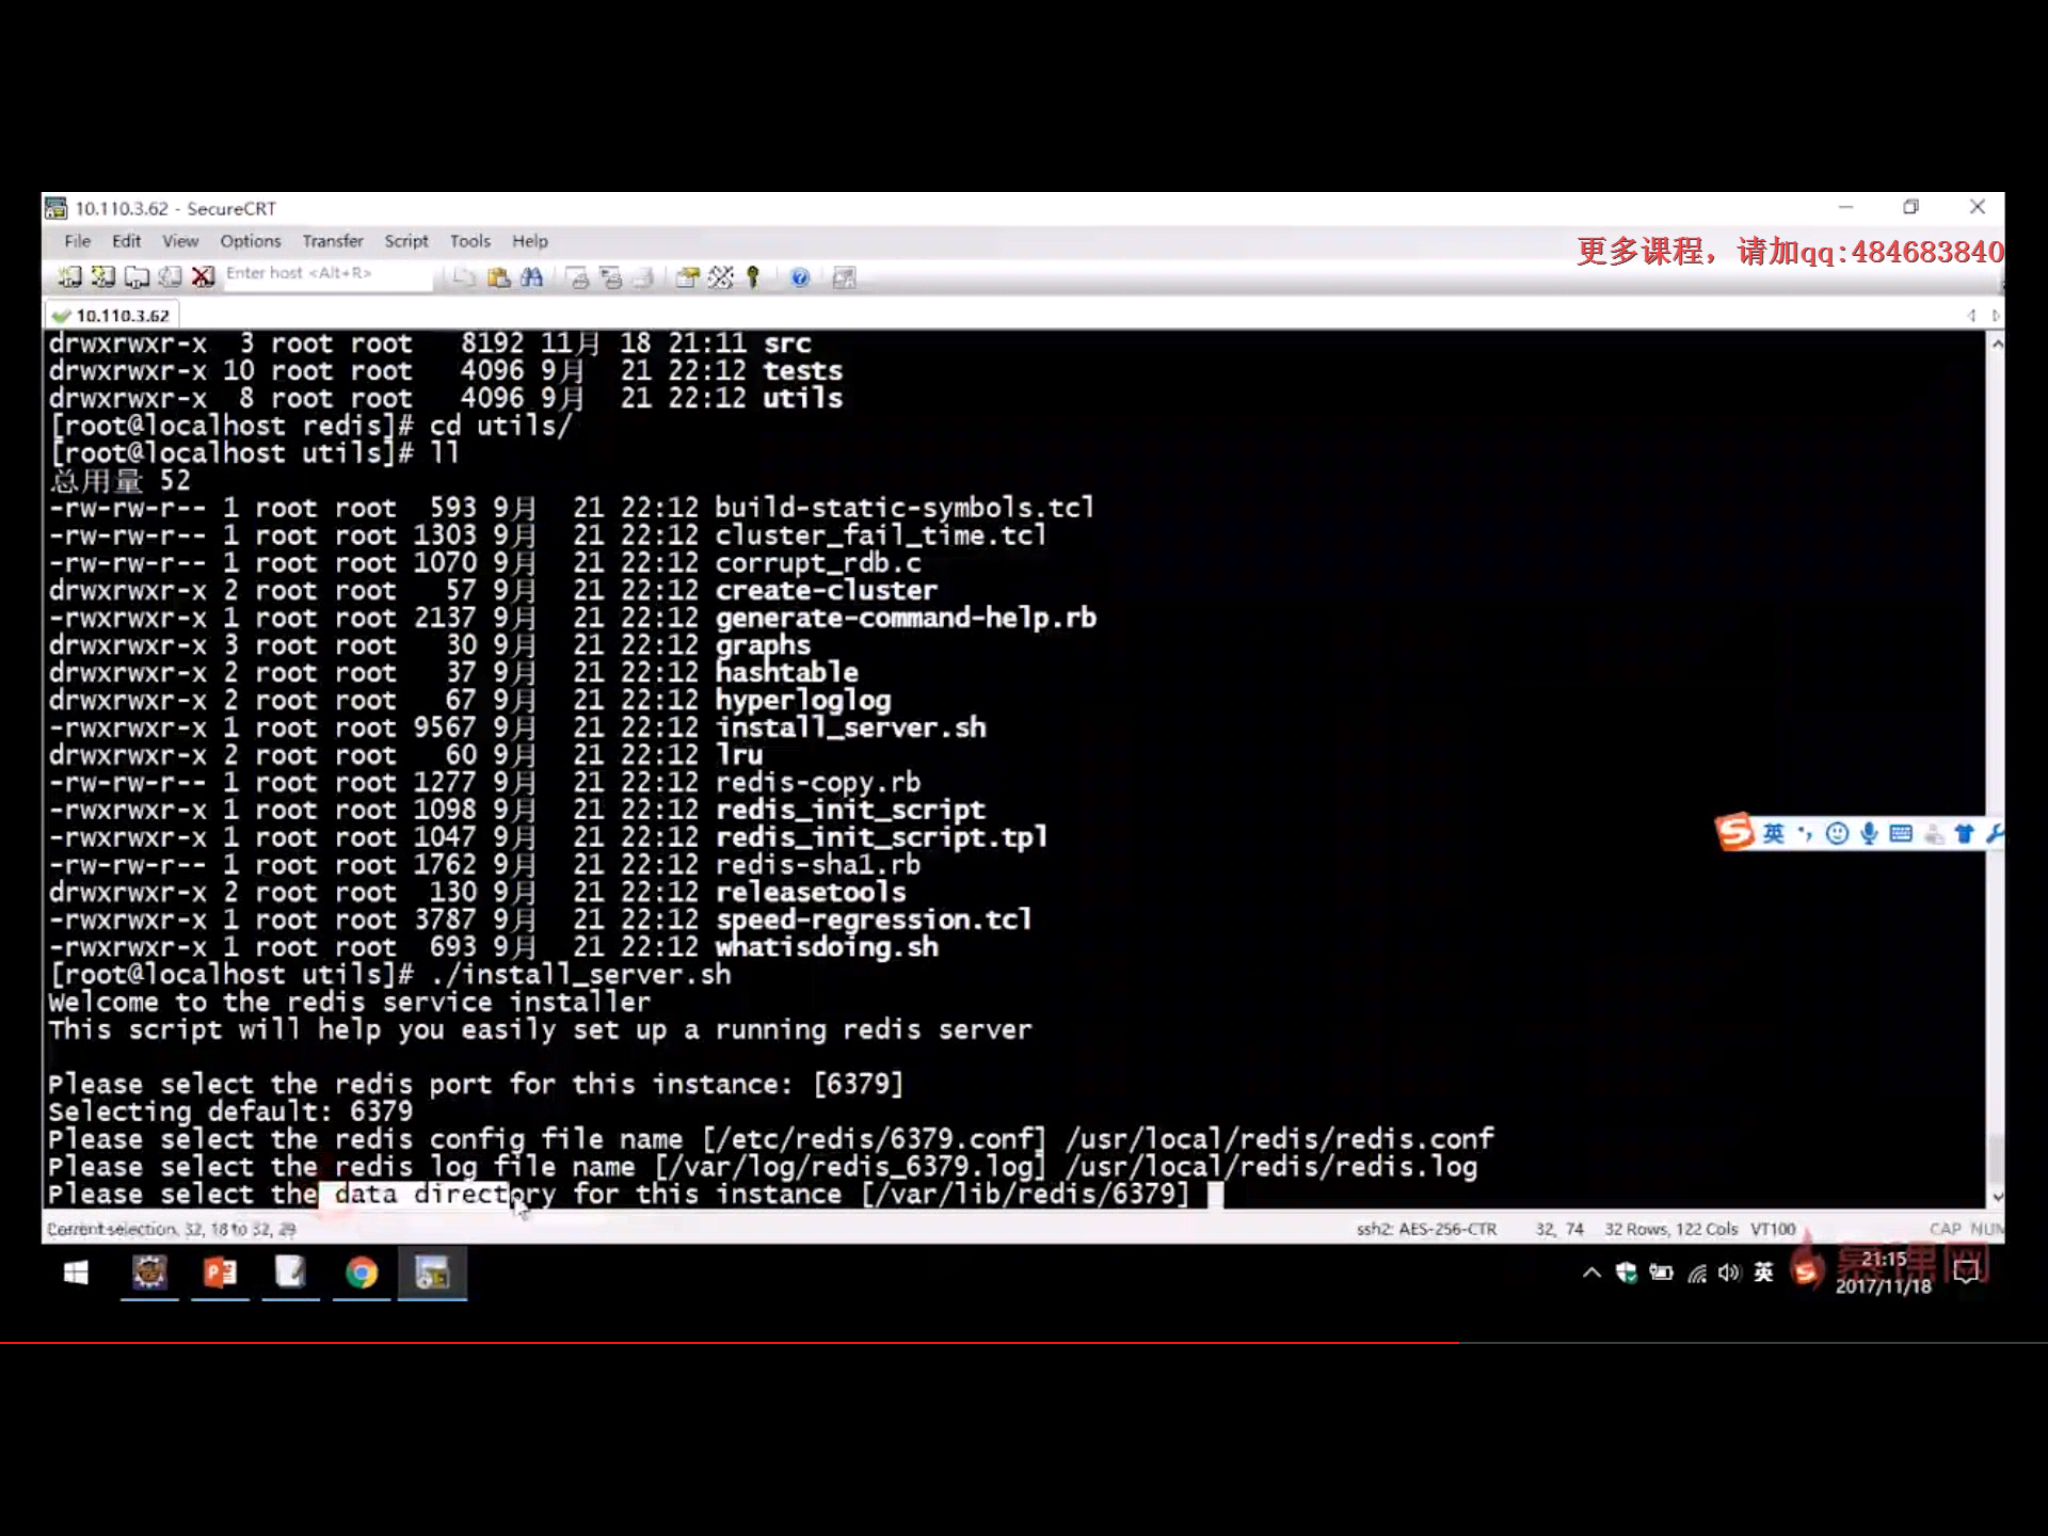 10.110.3.62 - SecureCRT
File Edit View Options Transfer Script Tools Help
更多课程，请加qq:484683840
Enter host <Alt+R>
10.110.3.62
drwxrwxr-x  3 root root   8192 11月 18 21:11 src
drwxrwxr-x 10 root root   4096 9月  21 22:12 tests
drwxrwxr-x  8 root root   4096 9月  21 22:12 utils
[root@localhost redis]# cd utils/
[root@localhost utils]# ll
总用量 52
-rw-rw-r-- 1 root root  593 9月  21 22:12 build-static-symbols.tcl
-rw-rw-r-- 1 root root 1303 9月  21 22:12 cluster_fail_time.tcl
-rw-rw-r-- 1 root root 1070 9月  21 22:12 corrupt_rdb.c
drwxrwxr-x 2 root root   57 9月  21 22:12 create-cluster
-rwxrwxr-x 1 root root 2137 9月  21 22:12 generate-command-help.rb
drwxrwxr-x 3 root root   30 9月  21 22:12 graphs
drwxrwxr-x 2 root root   37 9月  21 22:12 hashtable
drwxrwxr-x 2 root root   67 9月  21 22:12 hyperloglog
-rwxrwxr-x 1 root root 9567 9月  21 22:12 install_server.sh
drwxrwxr-x 2 root root   60 9月  21 22:12 lru
-rw-rw-r-- 1 root root 1277 9月  21 22:12 redis-copy.rb
-rwxrwxr-x 1 root root 1098 9月  21 22:12 redis_init_script
-rwxrwxr-x 1 root root 1047 9月  21 22:12 redis_init_script.tpl
-rw-rw-r-- 1 root root 1762 9月  21 22:12 redis-sha1.rb
drwxrwxr-x 2 root root  130 9月  21 22:12 releasetools
-rwxrwxr-x 1 root root 3787 9月  21 22:12 speed-regression.tcl
-rwxrwxr-x 1 root root  693 9月  21 22:12 whatisdoing.sh
[root@localhost utils]# ./install_server.sh
Welcome to the redis service installer
This script will help you easily set up a running redis server
Please select the redis port for this instance: [6379]
Selecting default: 6379
Please select the redis config file name [/etc/redis/6379.conf] /usr/local/redis/redis.conf
Please select the redis log file name [/var/log/redis_6379.log] /usr/local/redis/redis.log
Please select the data directory for this instance [/var/lib/redis/6379]
英
Current selection, 32, 18 to 32, 29
ssh2: AES-256-CTR 32, 74 32 Rows, 122 Cols VT100 CAP NUM
英
慕课网
21:15
2017/11/18